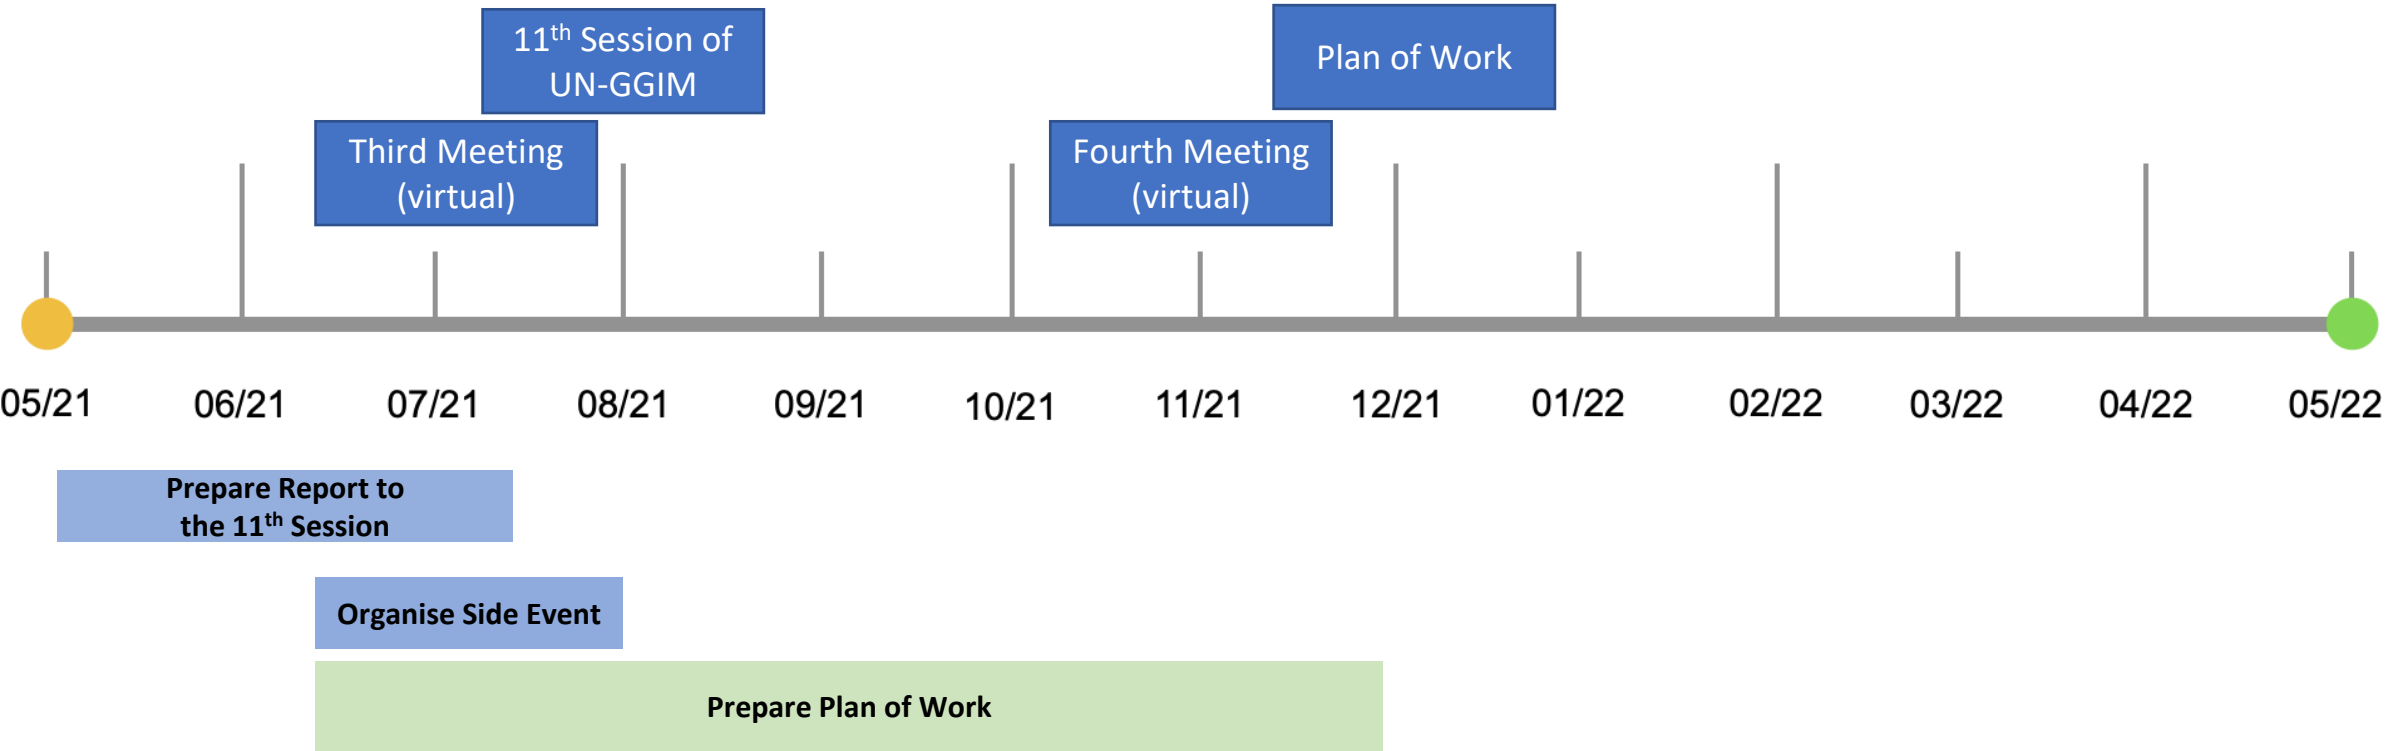 11th Session of
UN-GGIM
Plan of Work
Third Meeting
(virtual)
Fourth Meeting
(virtual)
05/21
06/21
07/21
08/21
09/21
10/21
11/21
12/21
01/22
02/22
03/22
04/22
05/22
Prepare Report to
the 11th Session
Organise Side Event
Prepare Plan of Work